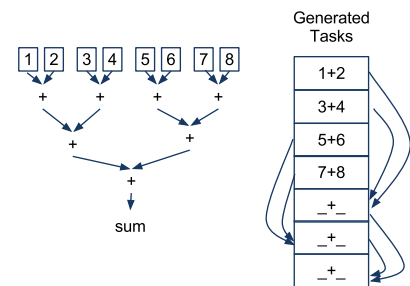 Generated
Tasks
1 2 3 4 5 6 7 8
+ + + +
+ +
+
sum
1+2
3+4
5+6
7+8
_+_
_+_
_+_